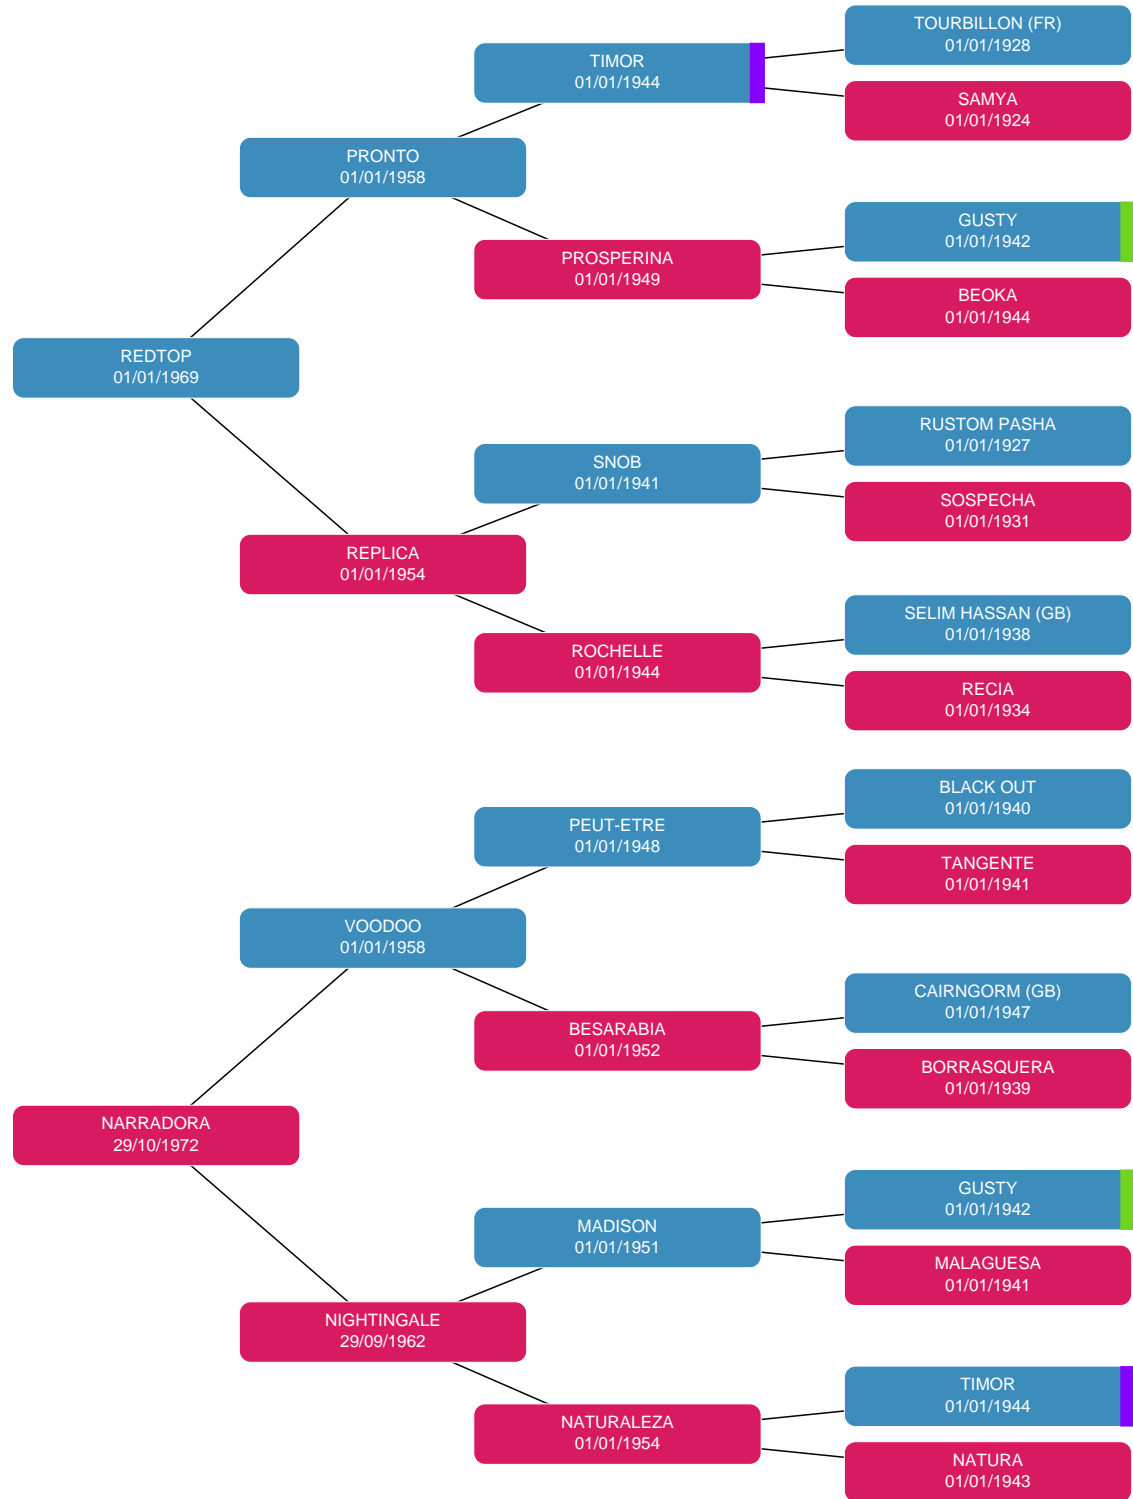 TOURBILLON (FR)
01/01/1928
TIMOR
01/01/1944
SAMYA
01/01/1924
PRONTO
01/01/1958
GUSTY
01/01/1942
PROSPERINA
01/01/1949
BEOKA
01/01/1944
REDTOP
01/01/1969
RUSTOM PASHA
01/01/1927
SNOB
01/01/1941
SOSPECHA
01/01/1931
REPLICA
01/01/1954
SELIM HASSAN (GB)
01/01/1938
ROCHELLE
01/01/1944
RECIA
01/01/1934
BLACK OUT
01/01/1940
PEUT-ETRE
01/01/1948
TANGENTE
01/01/1941
VOODOO
01/01/1958
CAIRNGORM (GB)
01/01/1947
BESARABIA
01/01/1952
BORRASQUERA
01/01/1939
NARRADORA
29/10/1972
GUSTY
01/01/1942
MADISON
01/01/1951
MALAGUESA
01/01/1941
NIGHTINGALE
29/09/1962
TIMOR
01/01/1944
NATURALEZA
01/01/1954
NATURA
01/01/1943